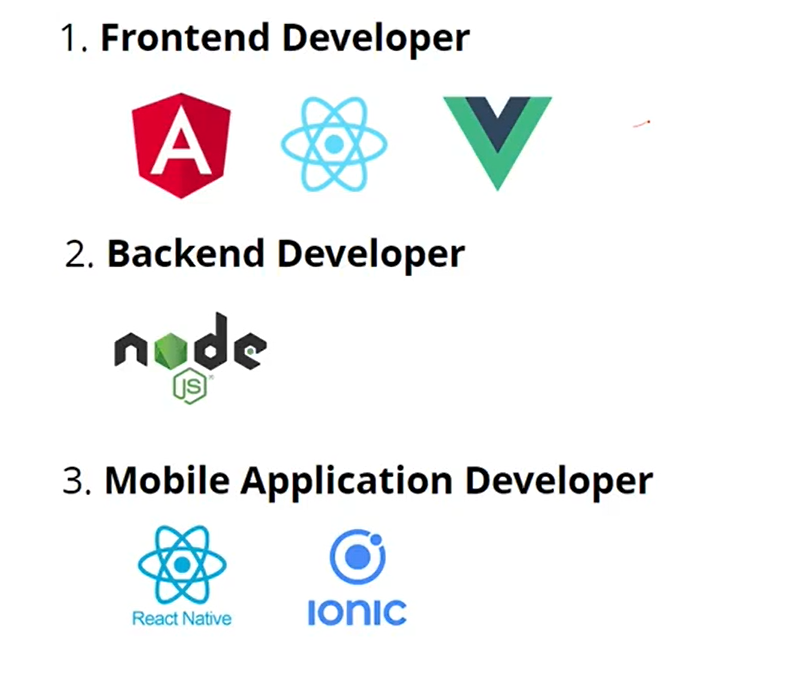 1. Frontend Developer
A
2. Backend Developer
node
JS
3. Mobile Application Developer
React Native
IONIC